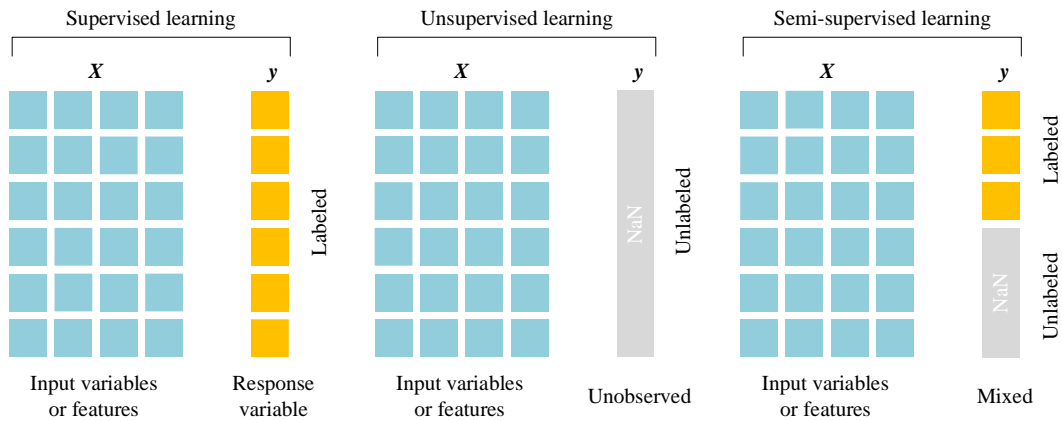 Supervised learning
X
y
Labeled
Input variables
or features
Response
variable
Unsupervised learning
X
y
NaN
Unlabeled
Input variables
or features
Unobserved
Semi-supervised learning
X
y
Labeled
NaN
Unlabeled
Input variables
or features
Mixed